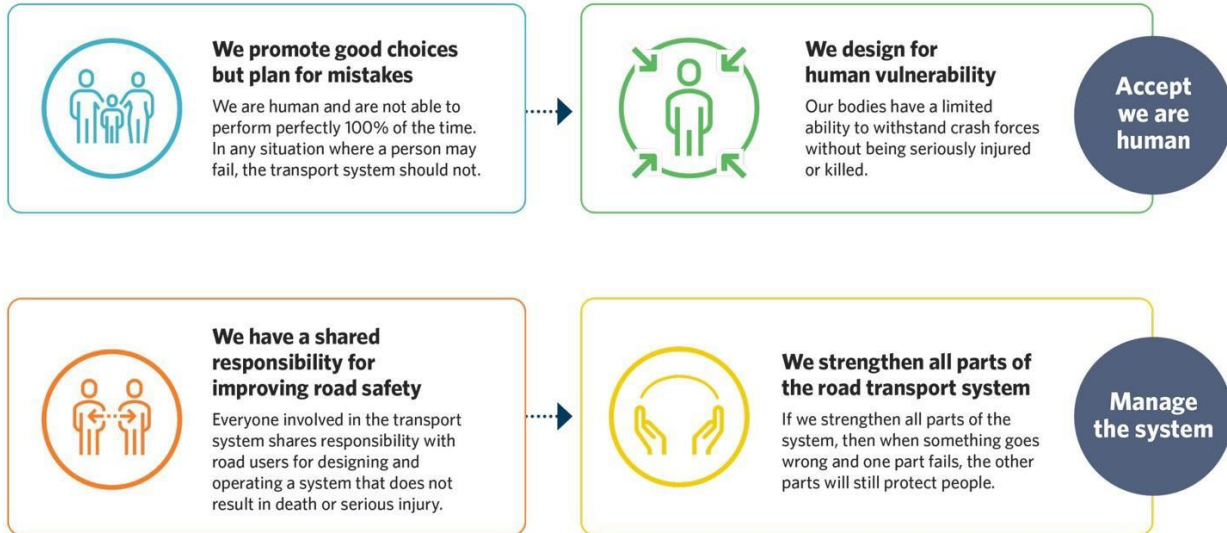 We promote good choices
but plan for mistakes
We are human and are not able to
perform perfectly 100% of the time.
In any situation where a person may
fail, the transport system should not.
We design for
human vulnerability
Our bodies have a limited
ability to withstand crash forces
without being seriously injured
or killed.
Accept
we are
human
We have a shared
responsibility for
improving road safety
Everyone involved in the transport
system shares responsibility with
road users for designing and
operating a system that does not
result in death or serious injury.
We strengthen all parts of
the road transport system
If we strengthen all parts of the
system, then when something goes
wrong and one part fails, the other
parts will still protect people.
Manage
the system